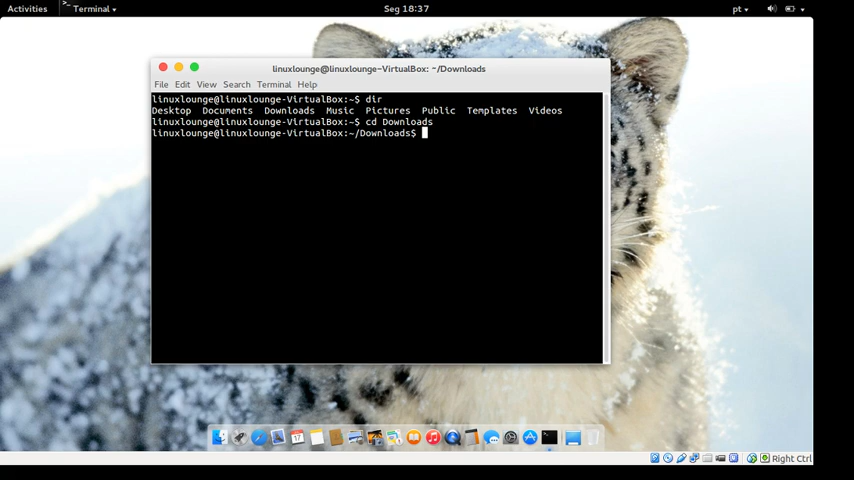 Activities
Terminal
Seg 18:37
pt
linuxlounge@linuxlounge-VirtualBox: ~/Downloads
File Edit View Search Terminal Help
linuxlounge@linuxlounge-VirtualBox:~$ dir
Desktop Documents Downloads Music Pictures Public Templates Videos
linuxlounge@linuxlounge-VirtualBox:~$ cd Downloads
linuxlounge@linuxlounge-VirtualBox:~/Downloads$
17
Right Ctrl